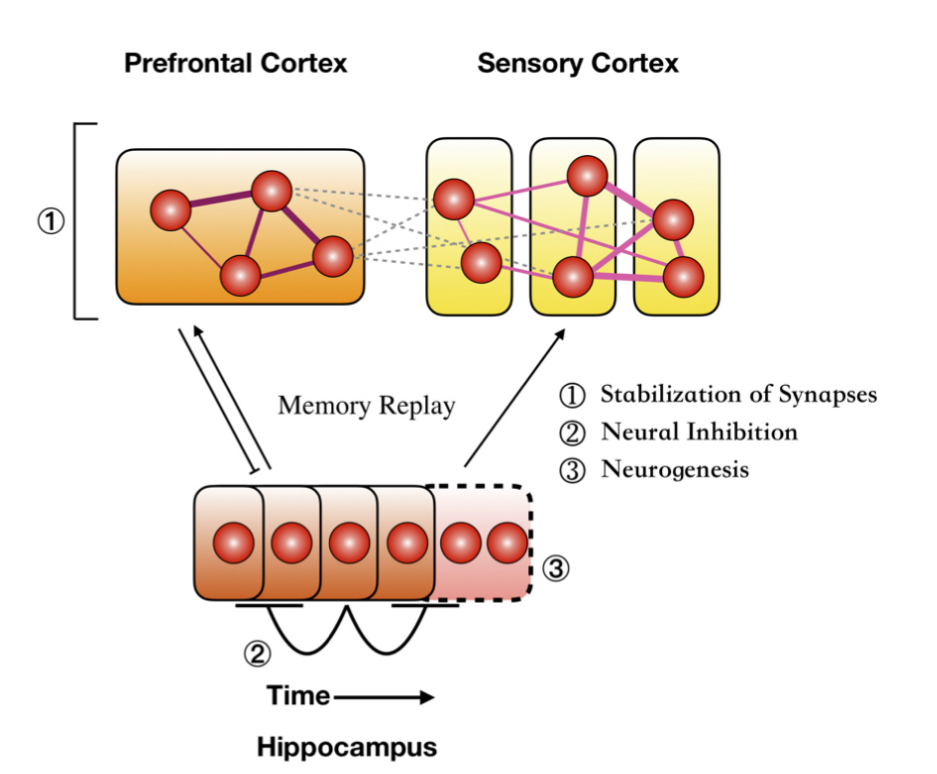 Prefrontal Cortex
Sensory Cortex
①
Memory Replay
① Stabilization of Synapses
② Neural Inhibition
③ Neurogenesis
③
②
Time
Hippocampus